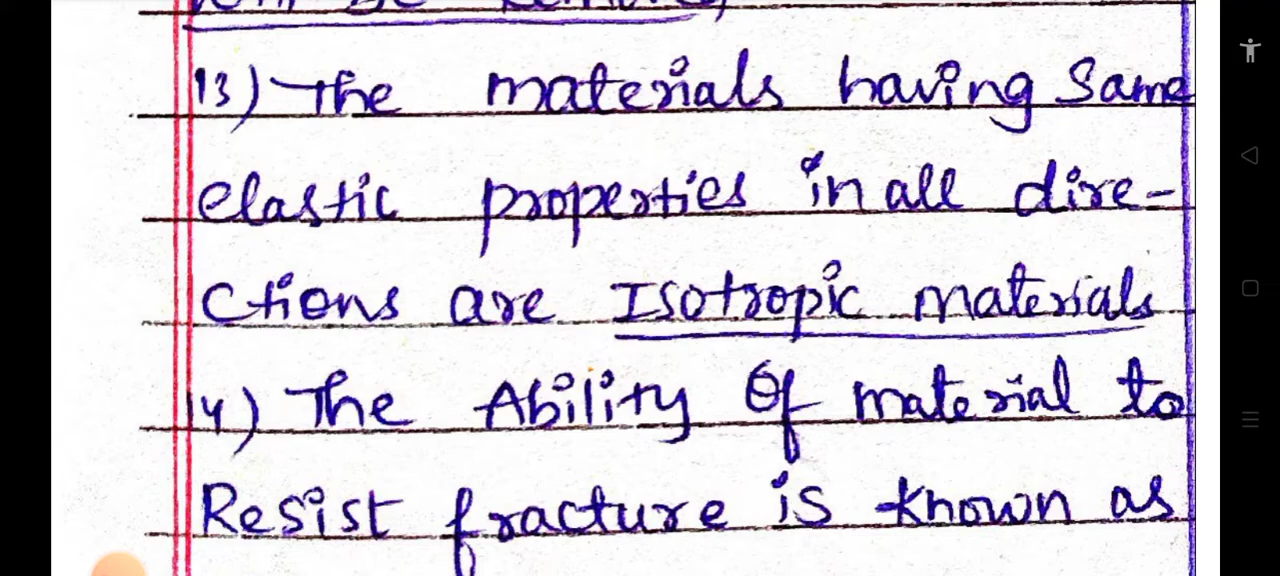 13) The materials having Same
elastic properties in all dire-
ctions are Isotropic materials
14) The Ability Of material to
Resist fracture is known as